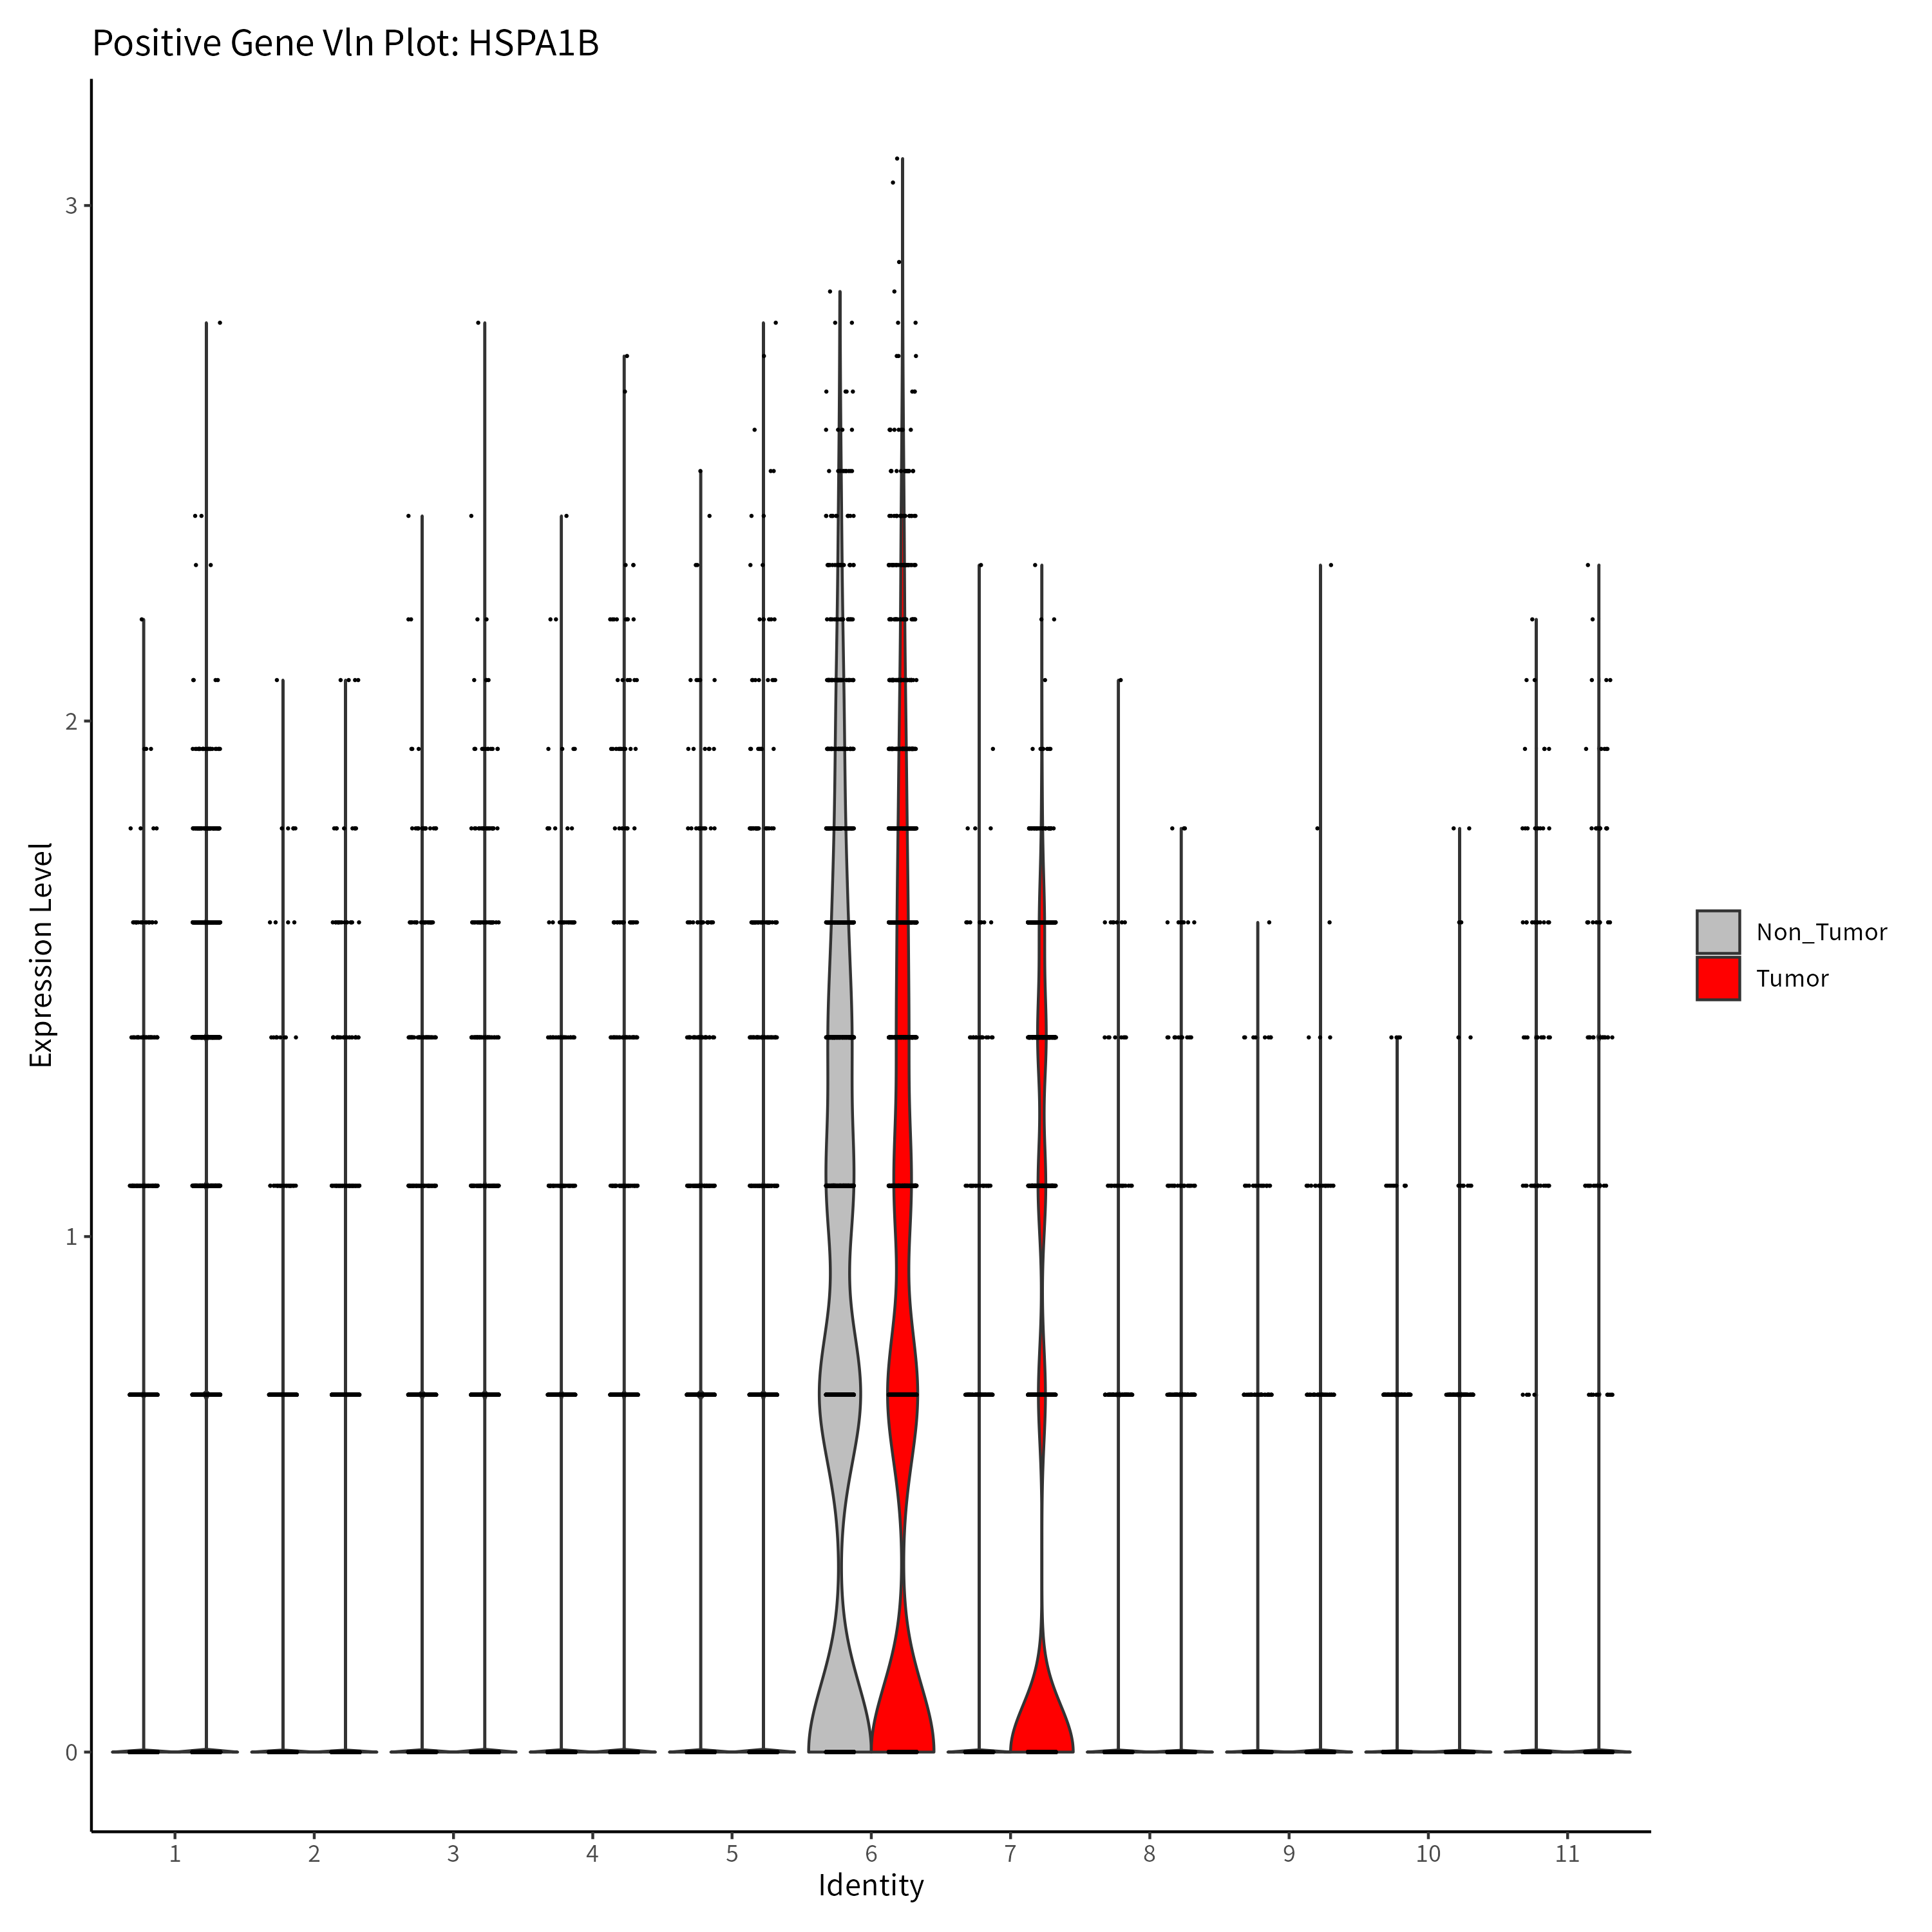 Positive Gene Vln Plot: HSPA1B
3
2
1
0
Expression Level
1 2 3 4 5 6 7 8 9 10 11
Identity
Non_Tumor
Tumor